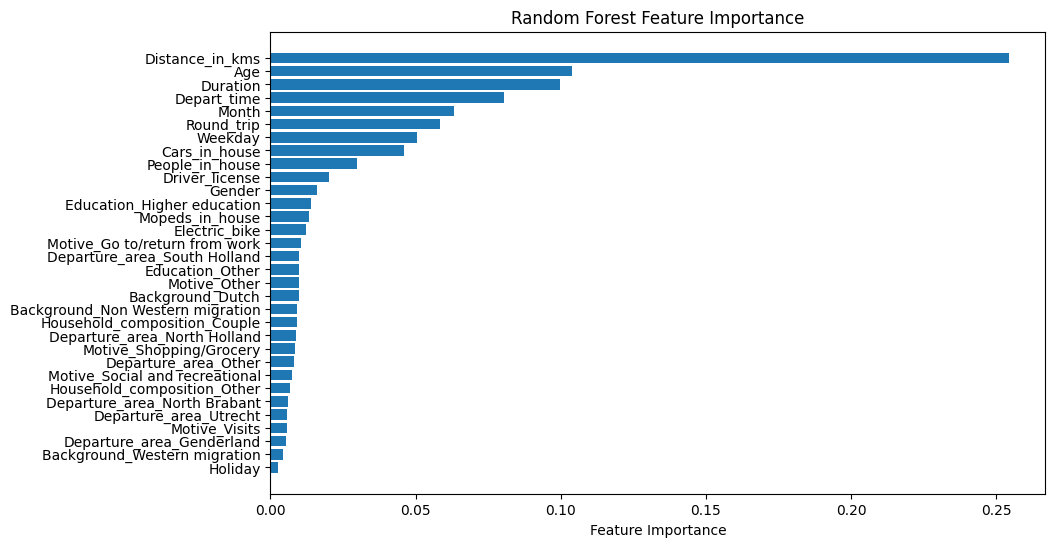 Random Forest Feature Importance
Distance_in_kms
Age
Duration
Depart_time
Month
Round_trip
Weekday
Cars_in_house
People_in_house
Driver_license
Gender
Education_Higher education
Mopeds_in_house
Electric_bike
Motive_Go to/return from work
Departure_area_South Holland
Education_Other
Motive_Other
Background_Dutch
Background_Non Western migration
Household_composition_Couple
Departure_area_North Holland
Motive_Shopping/Grocery
Departure_area_Other
Motive_Social and recreational
Household_composition_Other
Departure_area_North Brabant
Departure_area_Utrecht
Motive_Visits
Departure_area_Genderland
Background_Western migration
Holiday
0.00 0.05 0.10 0.15 0.20 0.25
Feature Importance